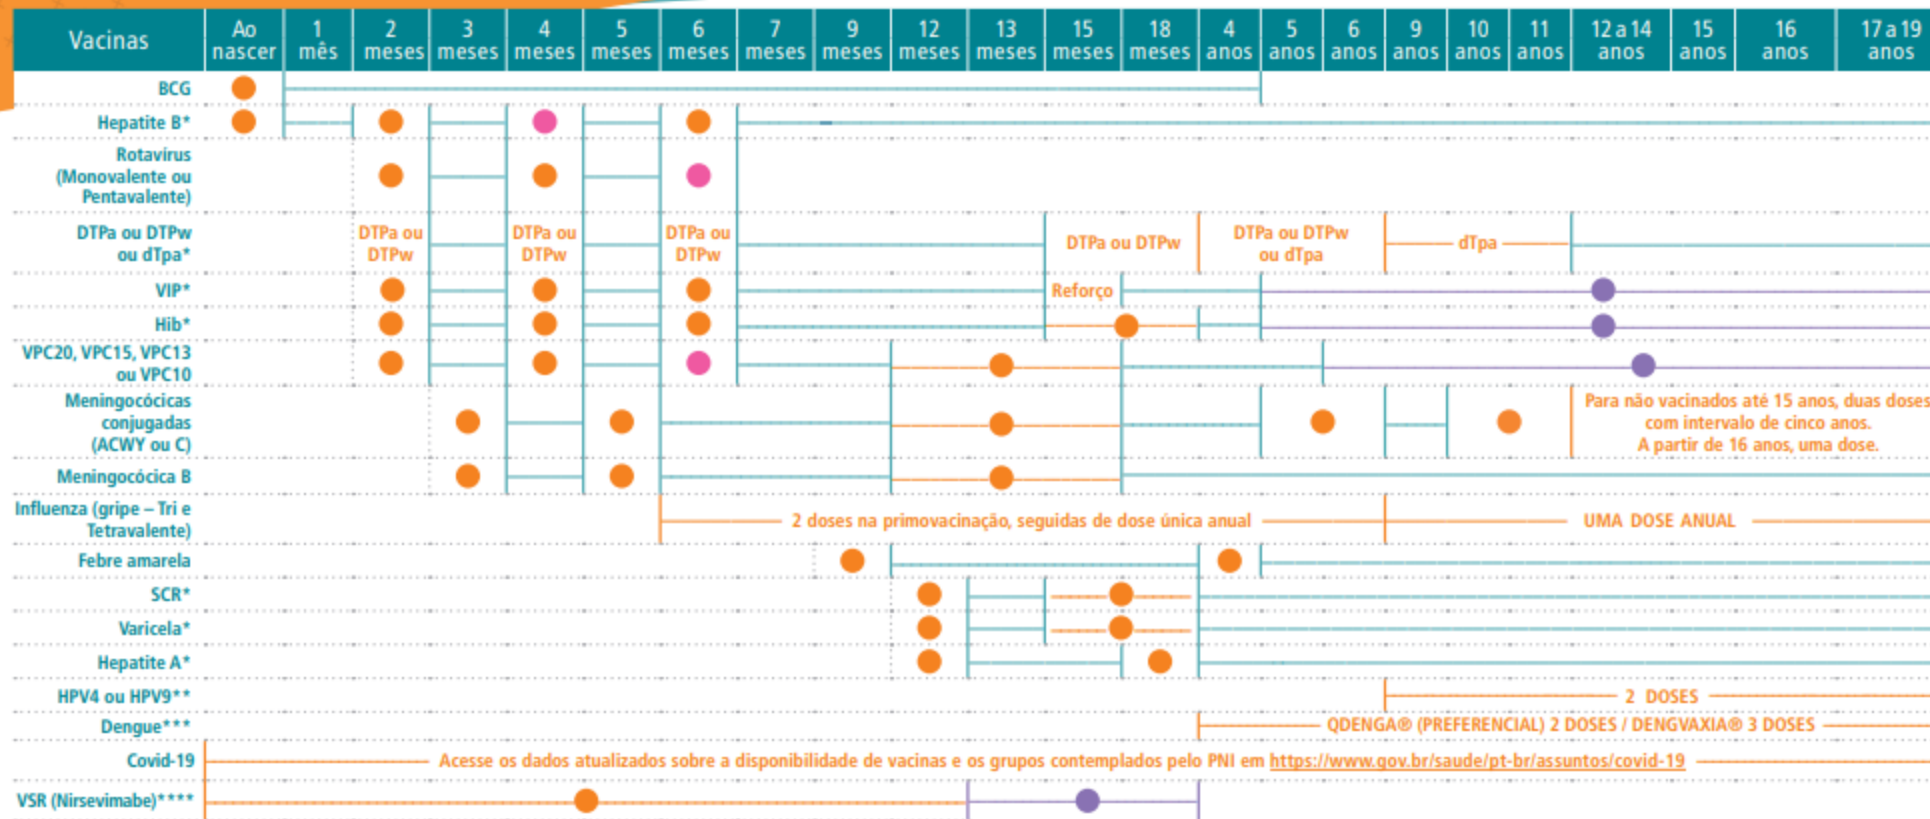 Vacinas
Ao nascer
1 mês
2 meses
3 meses
4 meses
5 meses
6 meses
7 meses
9 meses
12 meses
13 meses
15 meses
18 meses
4 anos
5 anos
6 anos
9 anos
10 anos
11 anos
12 a 14 anos
15 anos
16 anos
17 a 19 anos
BCG
Hepatite B*
Rotavírus
(Monovalente ou
Pentavalente)
DTPa ou DTPw
ou dTpa*
DTPa ou
DTPw
DTPa ou
DTPw
DTPa ou
DTPw
DTPa ou DTPw
DTPa ou DTPw
ou dTpa
dTpa
VIP*
Reforço
Hib*
VPC20, VPC15, VPC13
ou VPC10
Meningocócicas
conjugadas
(ACWY ou C)
Para não vacinados até 15 anos, duas doses
com intervalo de cinco anos.
A partir de 16 anos, uma dose.
Meningocócica B
Influenza (gripe – Tri e
Tetravalente)
2 doses na primovacinação, seguidas de dose única anual
UMA DOSE ANUAL
Febre amarela
SCR*
Varicela*
Hepatite A*
HPV4 ou HPV9**
2 DOSES
Dengue***
QDENGA® (PREFERENCIAL) 2 DOSES / DENGVAXIA® 3 DOSES
Covid-19
Acesse os dados atualizados sobre a disponibilidade de vacinas e os grupos contemplados pelo PNI em https://www.gov.br/saude/pt-br/assuntos/covid-19
VSR (Nirsevimabe)****